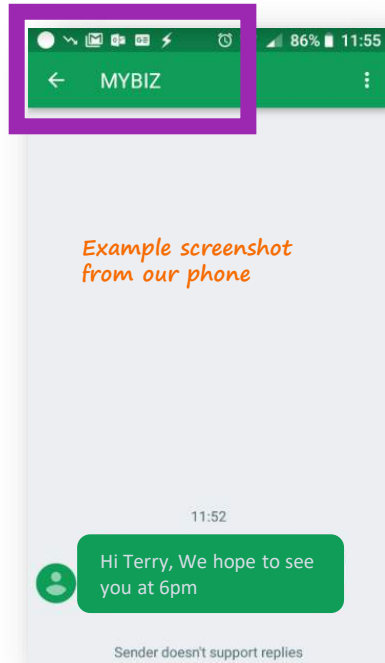 86% 11:55
MYBIZ
Example screenshot
from our phone
11:52
Hi Terry, We hope to see
you at 6pm
Sender doesn't support replies